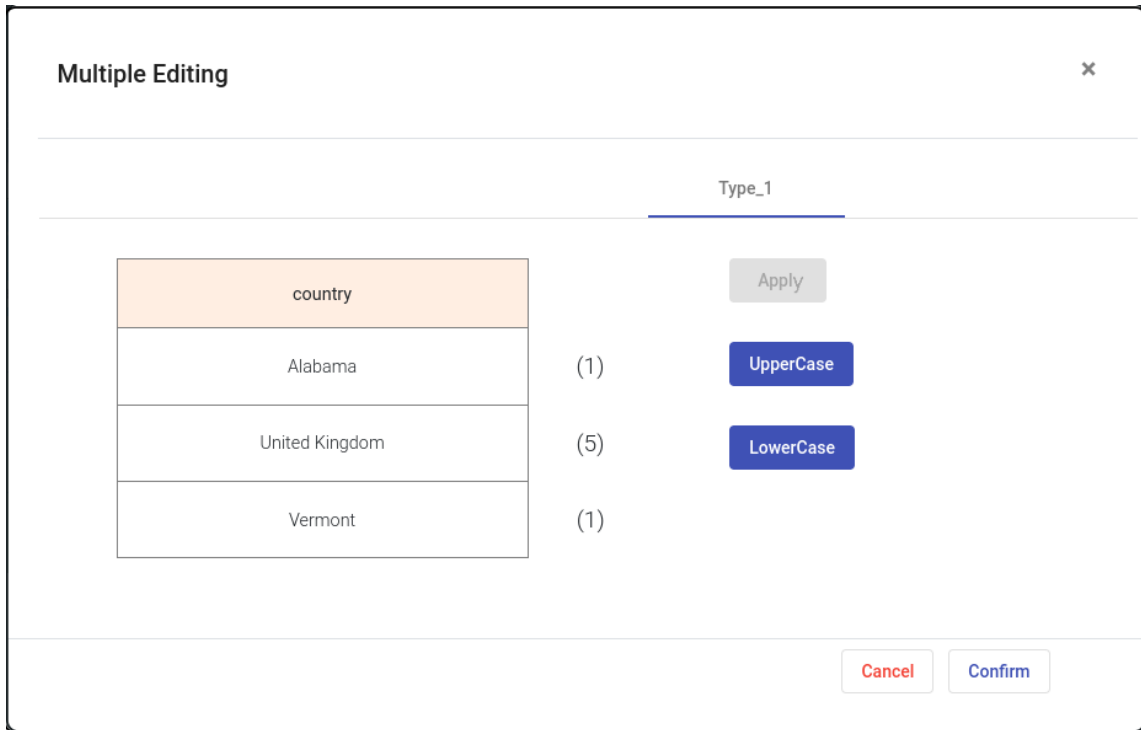 Multiple Editing
×
Type_1
country
Apply
Alabama
(1)
UpperCase
United Kingdom
(5)
LowerCase
Vermont
(1)
Cancel
Confirm